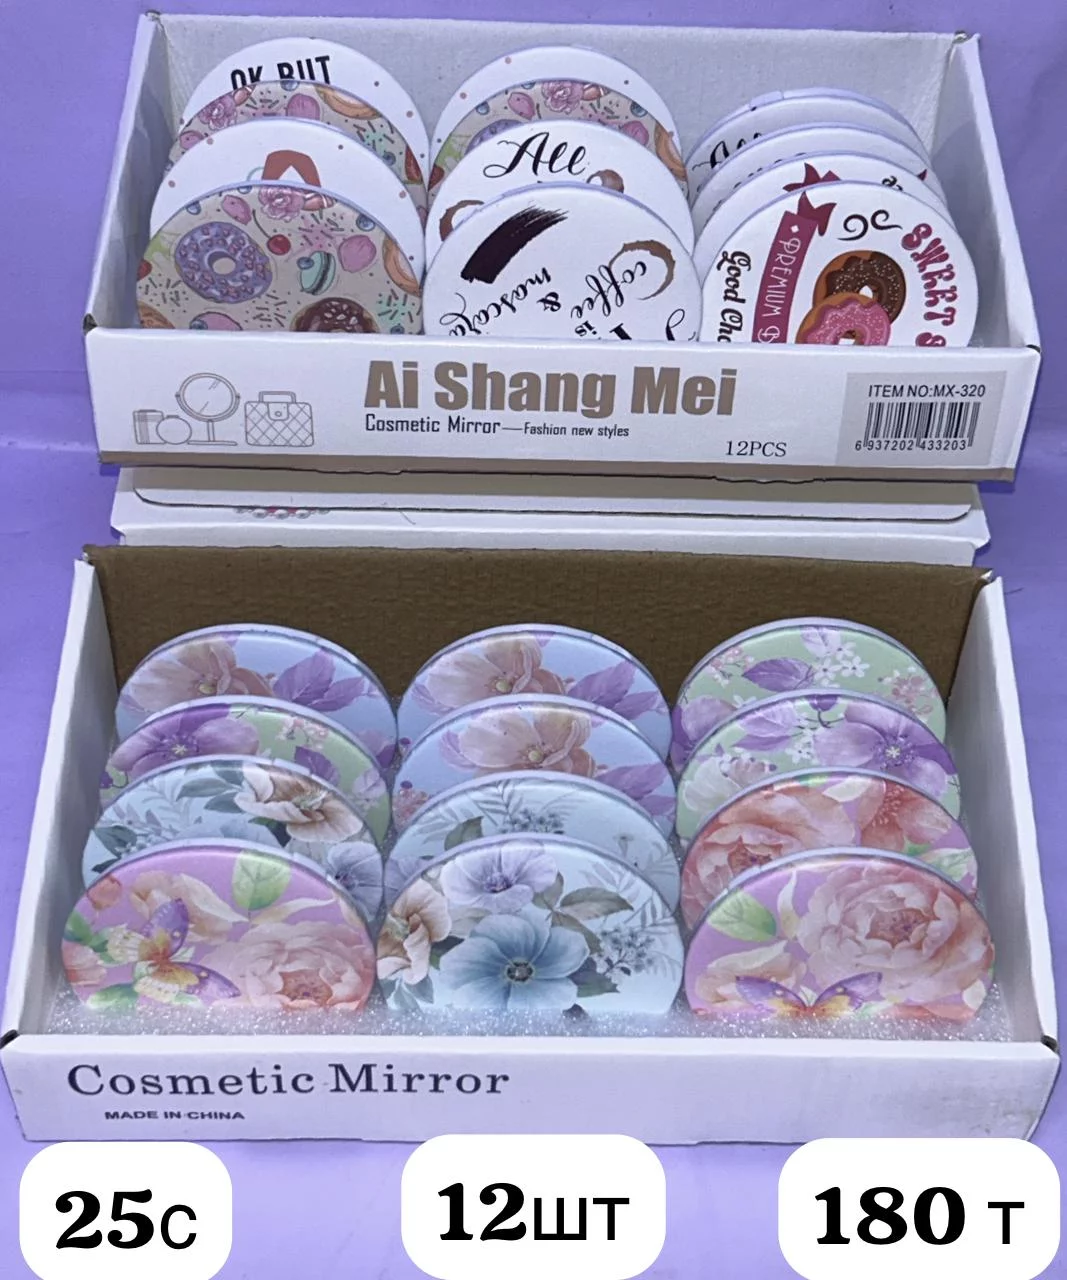 OK BUT
All
coffee
is
&
mascara
PREMIUM
Good
SWEET
Ai Shang Mei
Cosmetic Mirror—Fashion new styles
12PCS
ITEM NO:MX-320
6 937202 433203
Cosmetic Mirror
MADE IN CHINA
25с
12шт
180 т